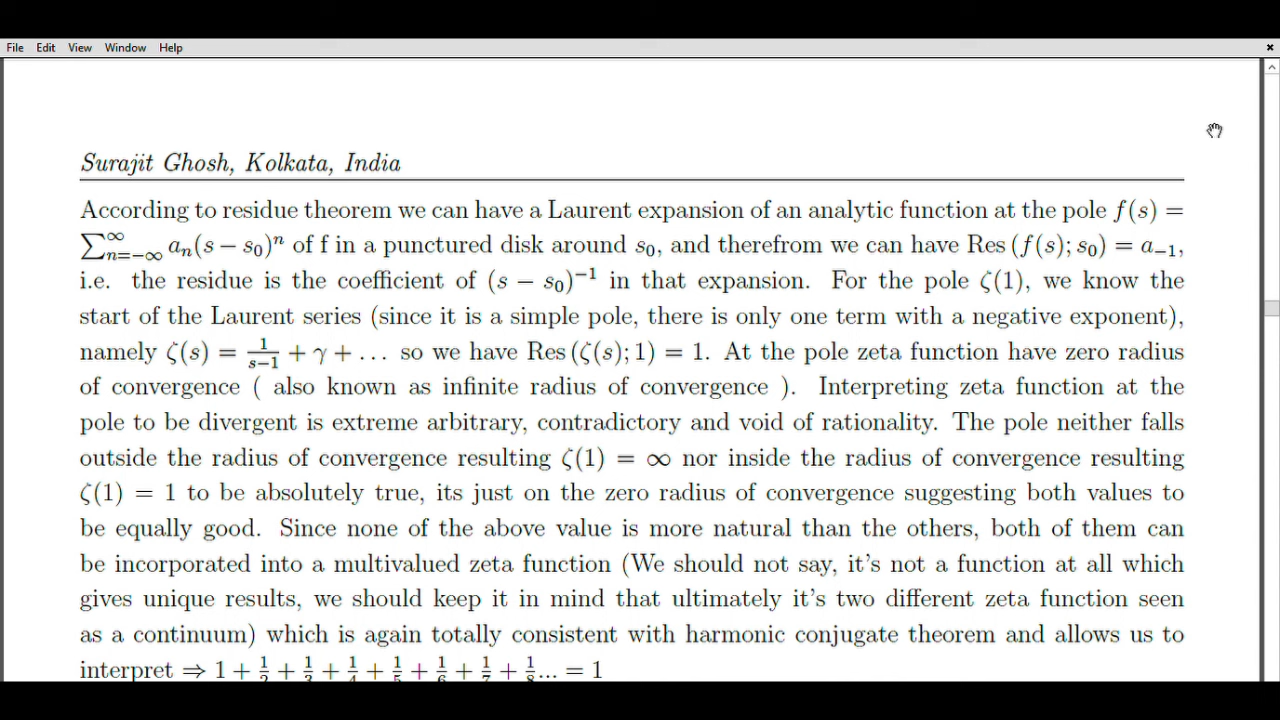 File Edit View Window Help
Surajit Ghosh, Kolkata, India
According to residue theorem we can have a Laurent expansion of an analytic function at the pole f(s) =
∑_{n=−∞}^{∞} a_n(s − s_0)^n of f in a punctured disk around s_0, and therefrom we can have Res (f(s); s_0) = a_{−1},
i.e. the residue is the coefficient of (s − s_0)^{−1} in that expansion. For the pole ζ(1), we know the
start of the Laurent series (since it is a simple pole, there is only one term with a negative exponent),
namely ζ(s) = 1/(s−1) + γ + … so we have Res (ζ(s); 1) = 1. At the pole zeta function have zero radius
of convergence ( also known as infinite radius of convergence ). Interpreting zeta function at the
pole to be divergent is extreme arbitrary, contradictory and void of rationality. The pole neither falls
outside the radius of convergence resulting ζ(1) = ∞ nor inside the radius of convergence resulting
ζ(1) = 1 to be absolutely true, its just on the zero radius of convergence suggesting both values to
be equally good. Since none of the above value is more natural than the others, both of them can
be incorporated into a multivalued zeta function (We should not say, it's not a function at all which
gives unique results, we should keep it in mind that ultimately it's two different zeta function seen
as a continuum) which is again totally consistent with harmonic conjugate theorem and allows us to
interpret ⇒ 1 + 1/2 + 1/3 + 1/4 + 1/5 + 1/6 + 1/7 + 1/8... = 1